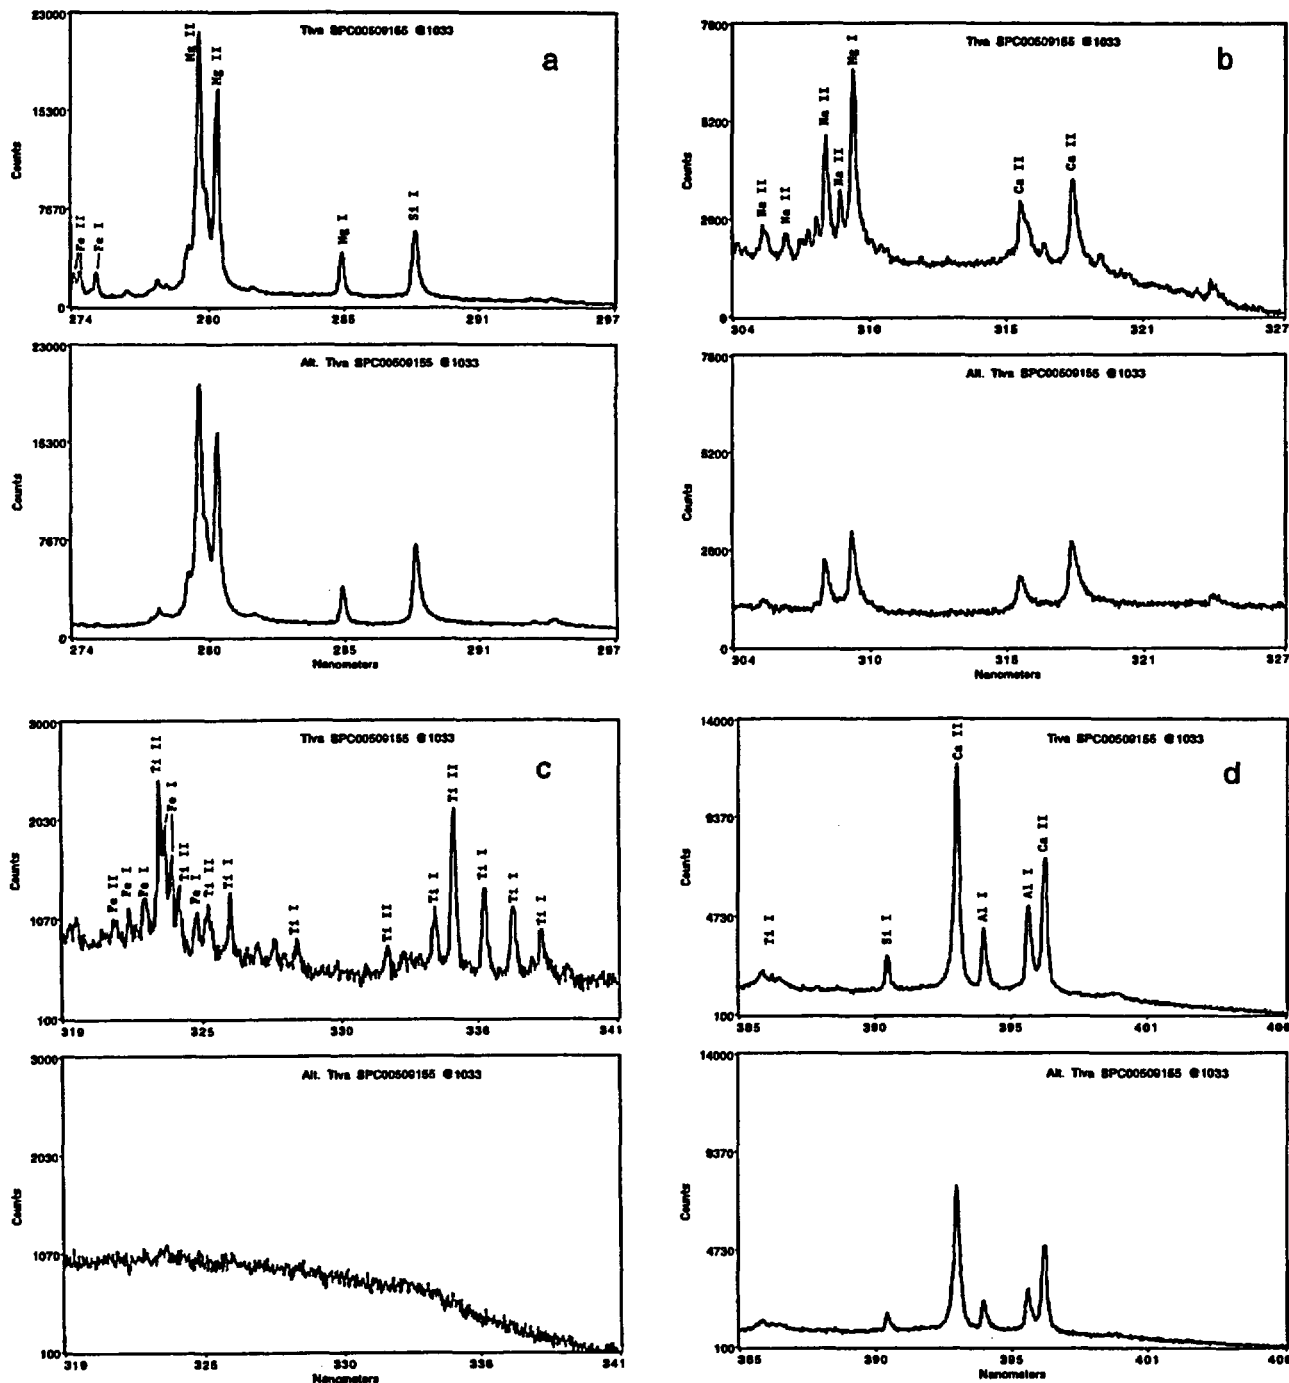 23000
Tiva SPC00509155 @1033
a
Mg II
Mg II
15300
Counts
7670
Fe II
Fe I
Mg I
Si I
0
274
280
285
291
297
23000
Alt. Tiva SPC00509155 @1033
15300
Counts
7670
0
274
280
285
291
297
Nanometers
7800
Tiva SPC00509155 @1033
b
Mg I
5200
Counts
Na II
Na II
Ca II
Ca II
Na II
Na II
2600
0
304
310
315
321
327
7800
Alt. Tiva SPC00509155 @1033
5200
Counts
2600
0
304
310
315
321
327
Nanometers
3000
Tiva SPC00509155 @1033
c
Ti II
Fe I
Ti II
2030
Counts
Fe II
Fe I
Fe I
Ti II
Fe I
Ti II
Ti I
Ti I
Ti II
Ti I
Ti I
Ti I
Ti I
1070
100
319
325
330
336
341
3000
Alt. Tiva SPC00509155 @1033
2030
Counts
1070
100
319
325
330
336
341
Nanometers
14000
Tiva SPC00509155 @1033
d
Ca II
9370
Counts
Ca II
Al I
Al I
Si I
Ti I
4730
100
385
390
395
401
406
14000
Alt. Tiva SPC00509155 @1033
9370
Counts
4730
100
385
390
395
401
406
Nanometers